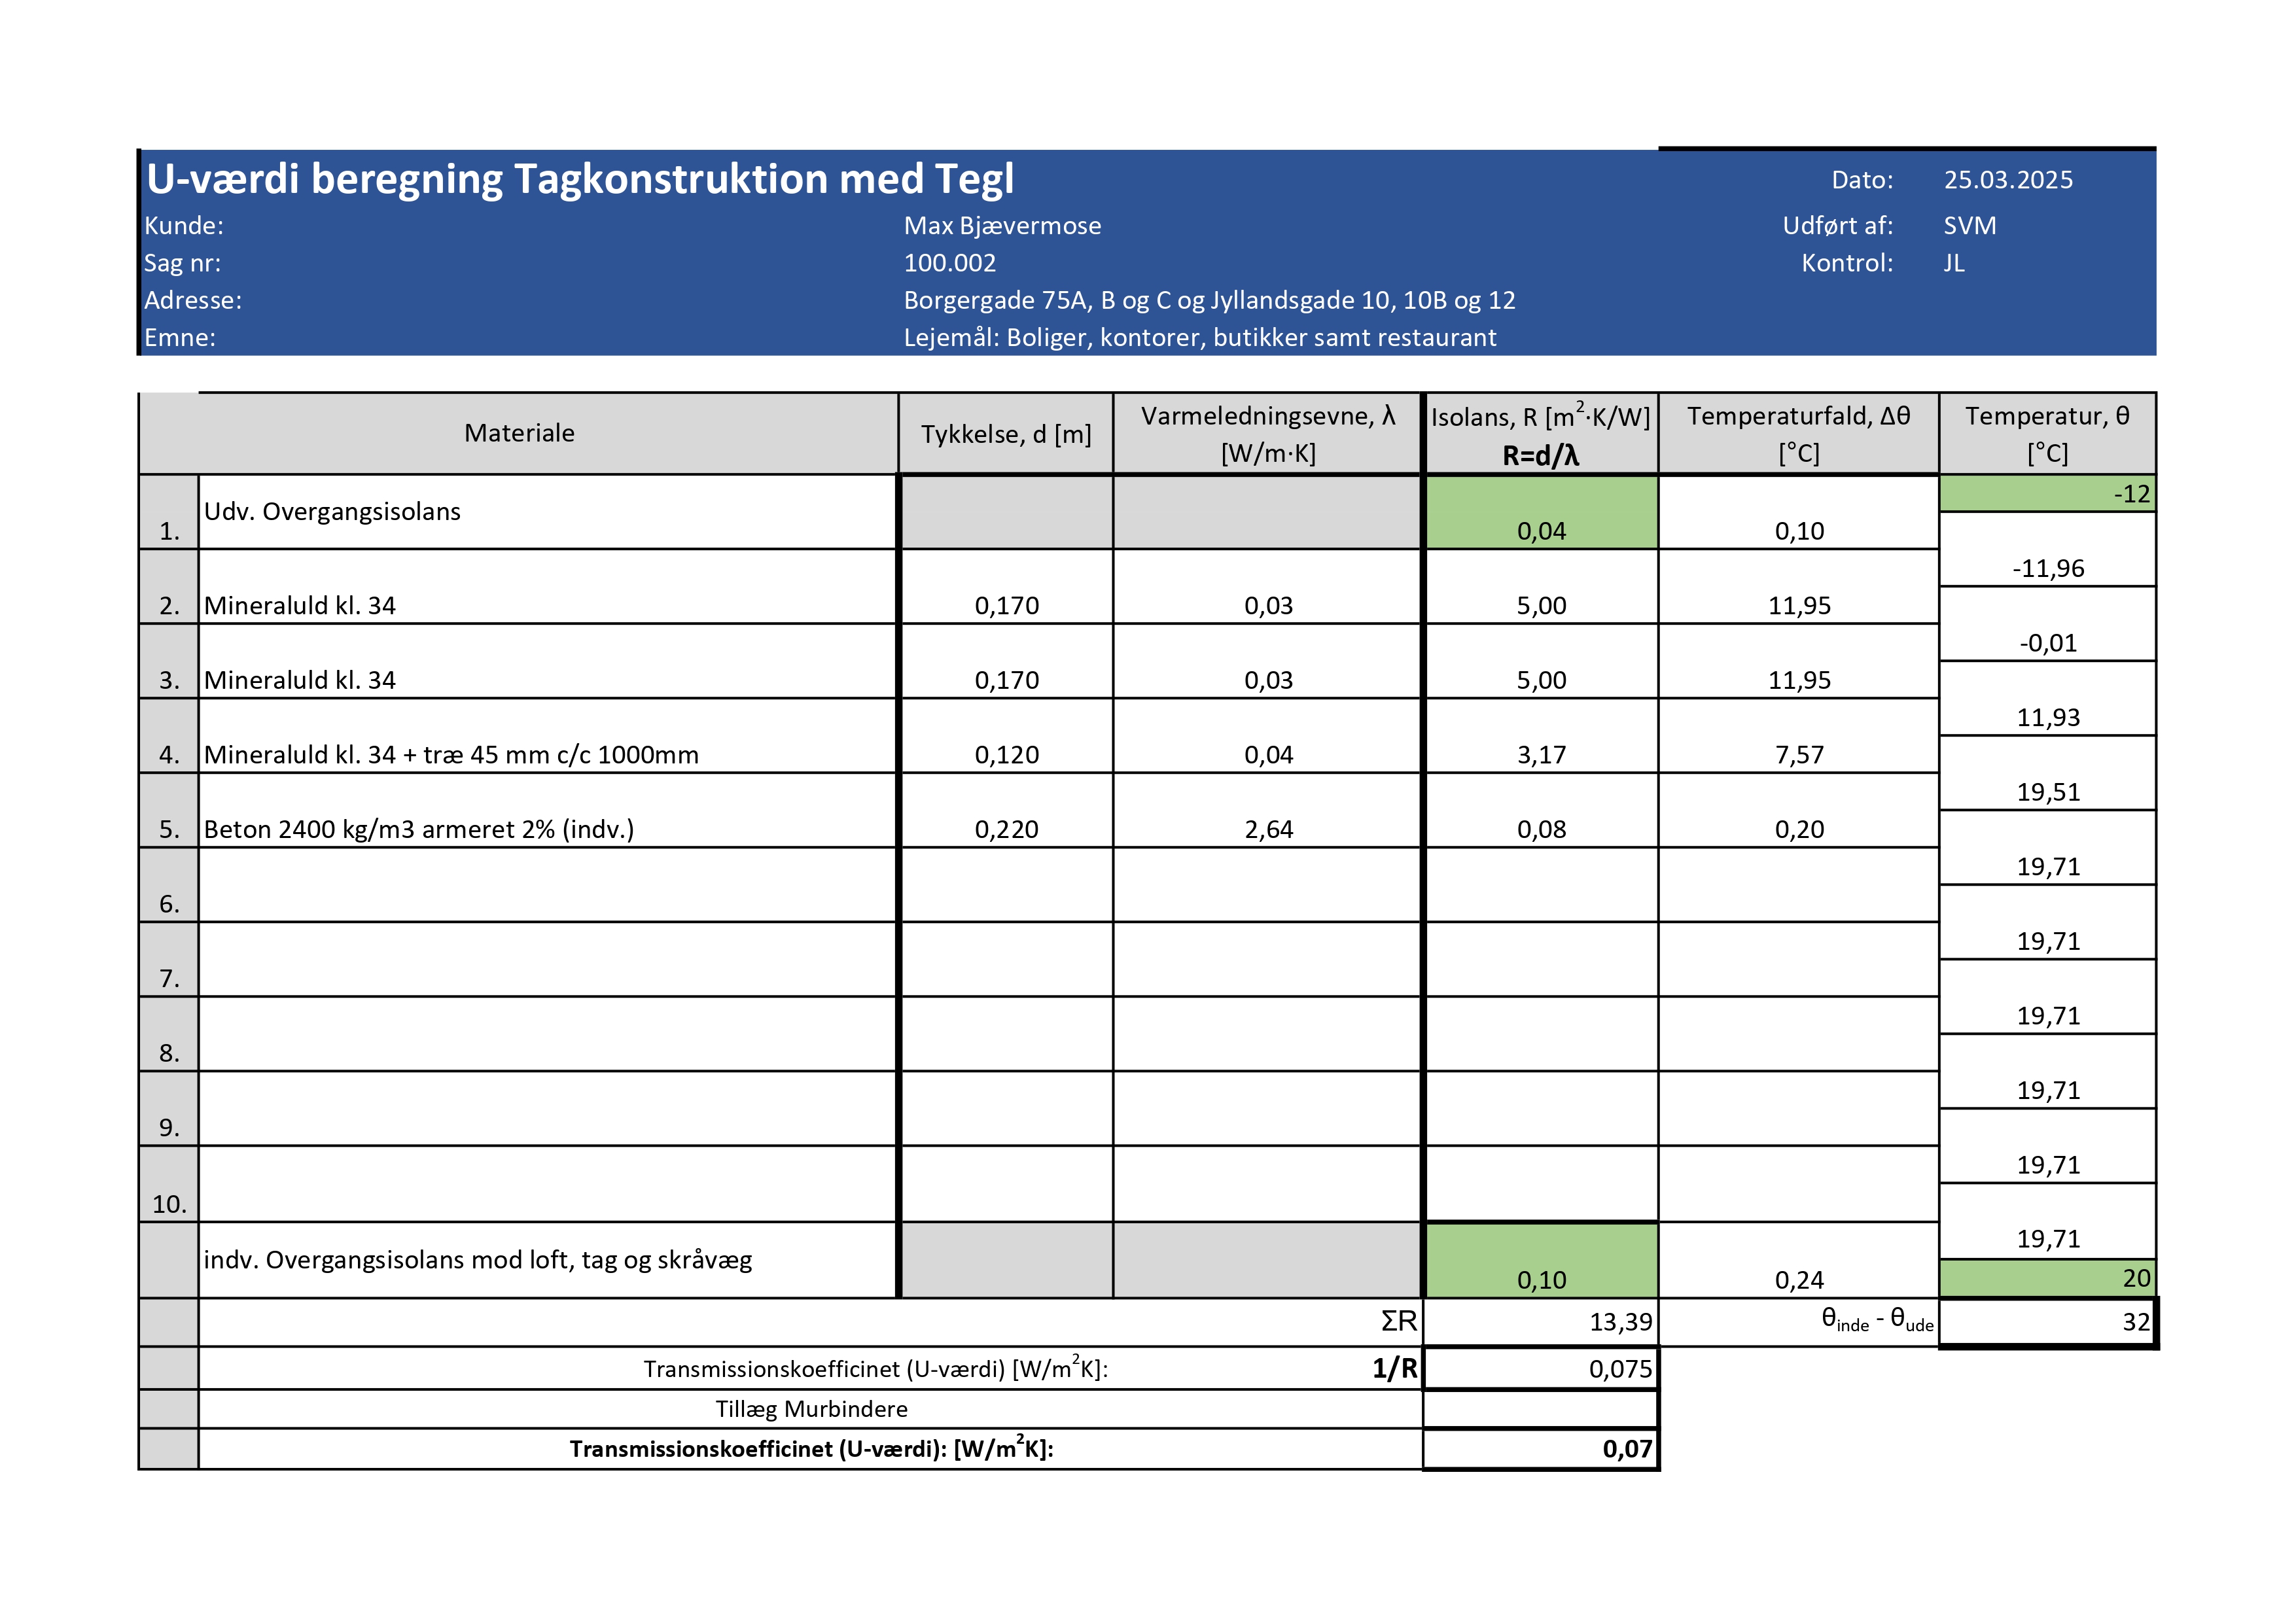 U-værdi beregning Tagkonstruktion med Tegl Dato: 25.03.2025
Kunde: Max Bjævermose Udført af: SVM
Sag nr: 100.002 Kontrol: JL
Adresse: Borgergade 75A, B og C og Jyllandsgade 10, 10B og 12
Emne: Lejemål: Boliger, kontorer, butikker samt restaurant
Materiale Tykkelse, d [m] Varmeledningsevne, λ [W/m·K] Isolans, R [m²·K/W] R=d/λ Temperaturfald, Δθ [°C] Temperatur, θ [°C]
-12
1. Udv. Overgangsisolans 0,04 0,10
-11,96
2. Mineraluld kl. 34 0,170 0,03 5,00 11,95
-0,01
3. Mineraluld kl. 34 0,170 0,03 5,00 11,95
11,93
4. Mineraluld kl. 34 + træ 45 mm c/c 1000mm 0,120 0,04 3,17 7,57
19,51
5. Beton 2400 kg/m3 armeret 2% (indv.) 0,220 2,64 0,08 0,20
19,71
6.
19,71
7.
19,71
8.
19,71
9.
19,71
10.
19,71
indv. Overgangsisolans mod loft, tag og skråvæg 0,10 0,24 20
ΣR 13,39 θinde - θude 32
Transmissionskoefficinet (U-værdi) [W/m²K]: 1/R 0,075
Tillæg Murbindere
Transmissionskoefficinet (U-værdi): [W/m²K]: 0,07